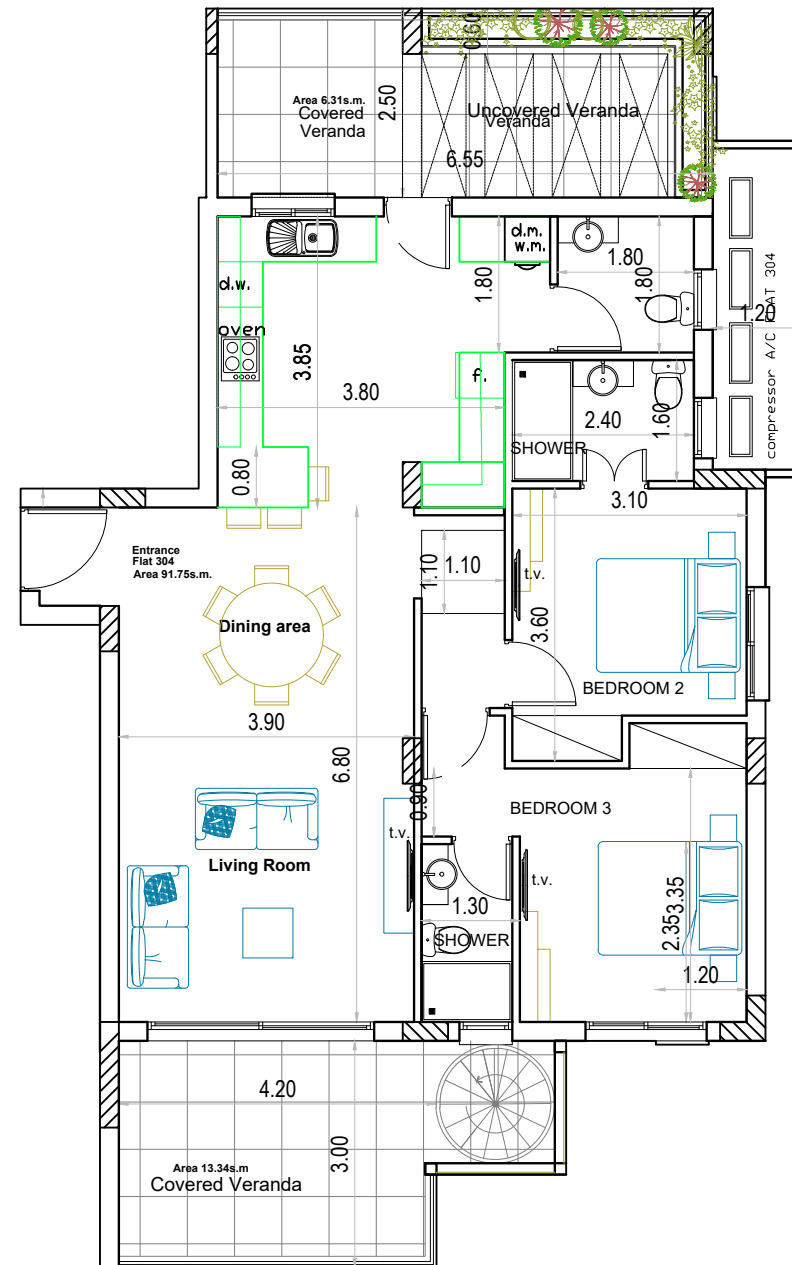 0.60
Area 6.31s.m.
Covered
Veranda
2.50
Uncovered Veranda
Veranda
6.55
d.m.
w.m.
d.w.
oven
1.80
1.80
1.80
compressor A/C FLAT 304
1.20
3.85
3.80
f.
2.40
1.60
SHOWER
0.80
3.10
Entrance
Flat 304
Area 91.75s.m.
1.10
1.10
t.v.
3.60
Dining area
BEDROOM 2
3.90
6.80
0.90
BEDROOM 3
t.v.
Living Room
t.v.
1.30
SHOWER
2.35
3.35
1.20
4.20
3.00
Area 13.34s.m
Covered Veranda